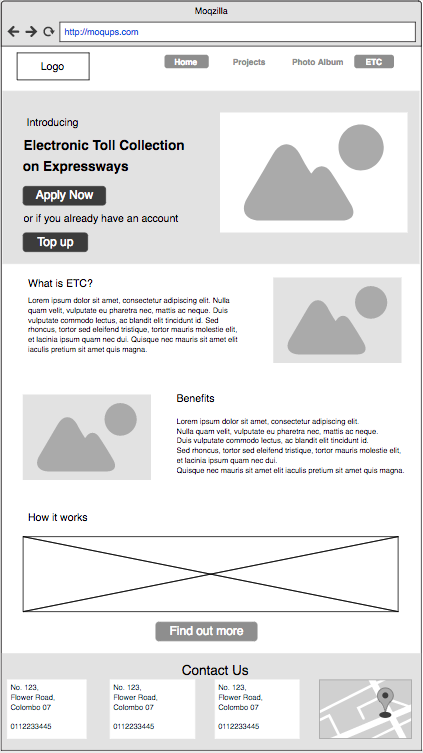 Moqzilla
http://moqups.com
Logo
Home
Projects
Photo Album
ETC
Introducing
Electronic Toll Collection
on Expressways
Apply Now
or if you already have an account
Top up
What is ETC?
Lorem ipsum dolor sit amet, consectetur adipiscing elit. Nulla
quam velit, vulputate eu pharetra nec, mattis ac neque. Duis
vulputate commodo lectus, ac blandit elit tincidunt id. Sed
rhoncus, tortor sed eleifend tristique, tortor mauris molestie elit,
et lacinia ipsum quam nec dui. Quisque nec mauris sit amet elit
iaculis pretium sit amet quis magna.
Benefits
Lorem ipsum dolor sit amet, consectetur adipiscing elit.
Nulla quam velit, vulputate eu pharetra nec, mattis ac neque.
Duis vulputate commodo lectus, ac blandit elit tincidunt id.
Sed rhoncus, tortor sed eleifend tristique, tortor mauris molestie elit,
et lacinia ipsum quam nec dui.
Quisque nec mauris sit amet elit iaculis pretium sit amet quis magna.
How it works
Find out more
Contact Us
No. 123,
Flower Road,
Colombo 07
0112233445
No. 123,
Flower Road,
Colombo 07
0112233445
No. 123,
Flower Road,
Colombo 07
0112233445